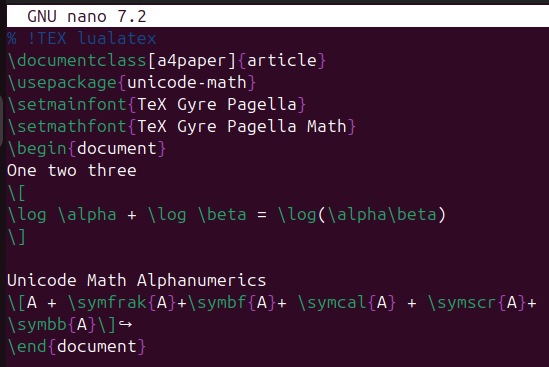 GNU nano 7.2
% !TEX lualatex
\documentclass[a4paper]{article}
\usepackage{unicode-math}
\setmainfont{TeX Gyre Pagella}
\setmathfont{TeX Gyre Pagella Math}
\begin{document}
One two three
\[
\log \alpha + \log \beta = \log(\alpha\beta)
\]
Unicode Math Alphanumerics
\[A + \symfrak{A}+\symbf{A}+ \symcal{A} + \symscr{A}+
\symbb{A}\]↪
\end{document}